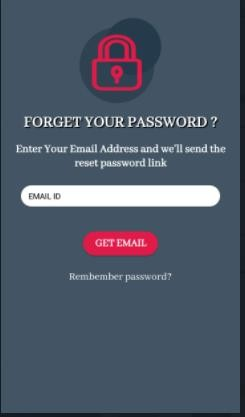 FORGET YOUR PASSWORD ?
Enter Your Email Address and we'll send the
reset password link
EMAIL ID
GET EMAIL
Rembember password?